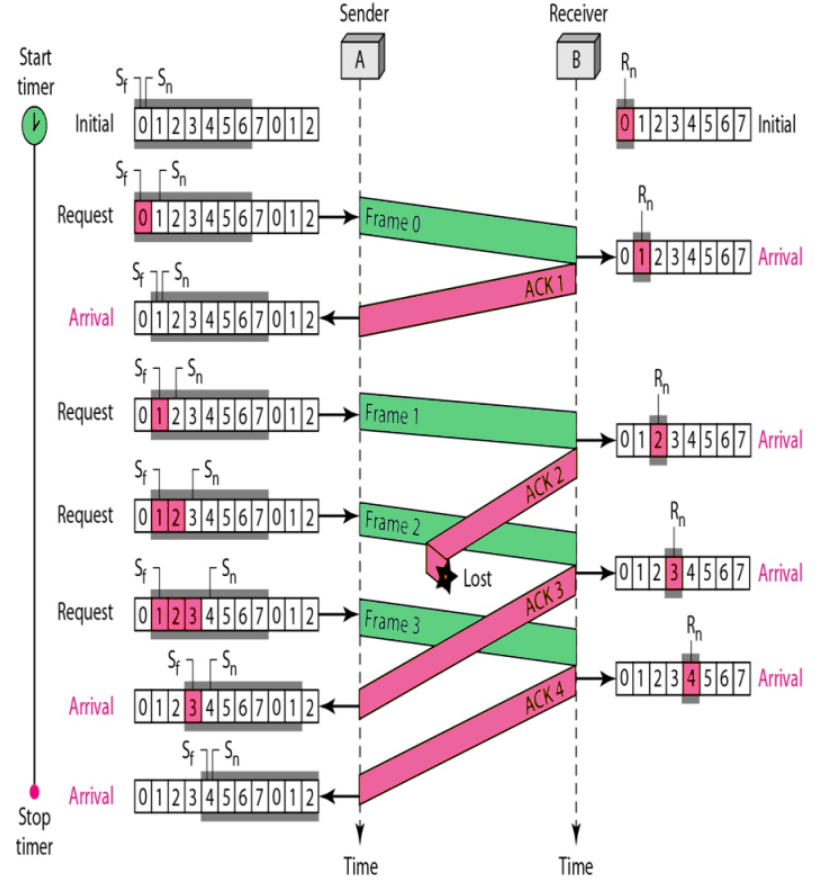 Sender Receiver
A B
Start
timer
S_f S_n R_n
Initial 0 1 2 3 4 5 6 7 0 1 2 0 1 2 3 4 5 6 7 Initial
S_f S_n
Request 0 1 2 3 4 5 6 7 0 1 2 Frame 0
R_n
0 1 2 3 4 5 6 7 Arrival
S_f S_n
ACK 1
Arrival 0 1 2 3 4 5 6 7 0 1 2
S_f S_n R_n
Request 0 1 2 3 4 5 6 7 0 1 2 Frame 1
0 1 2 3 4 5 6 7 Arrival
S_f S_n ACK 2
Request 0 1 2 3 4 5 6 7 0 1 2 Frame 2
R_n
Lost 0 1 2 3 4 5 6 7 Arrival
S_f S_n ACK 3
Request 0 1 2 3 4 5 6 7 0 1 2 Frame 3
R_n
S_f S_n
0 1 2 3 4 5 6 7 Arrival
ACK 4
Arrival 0 1 2 3 4 5 6 7 0 1 2
S_f S_n
Arrival 0 1 2 3 4 5 6 7 0 1 2
Stop
timer
Time Time